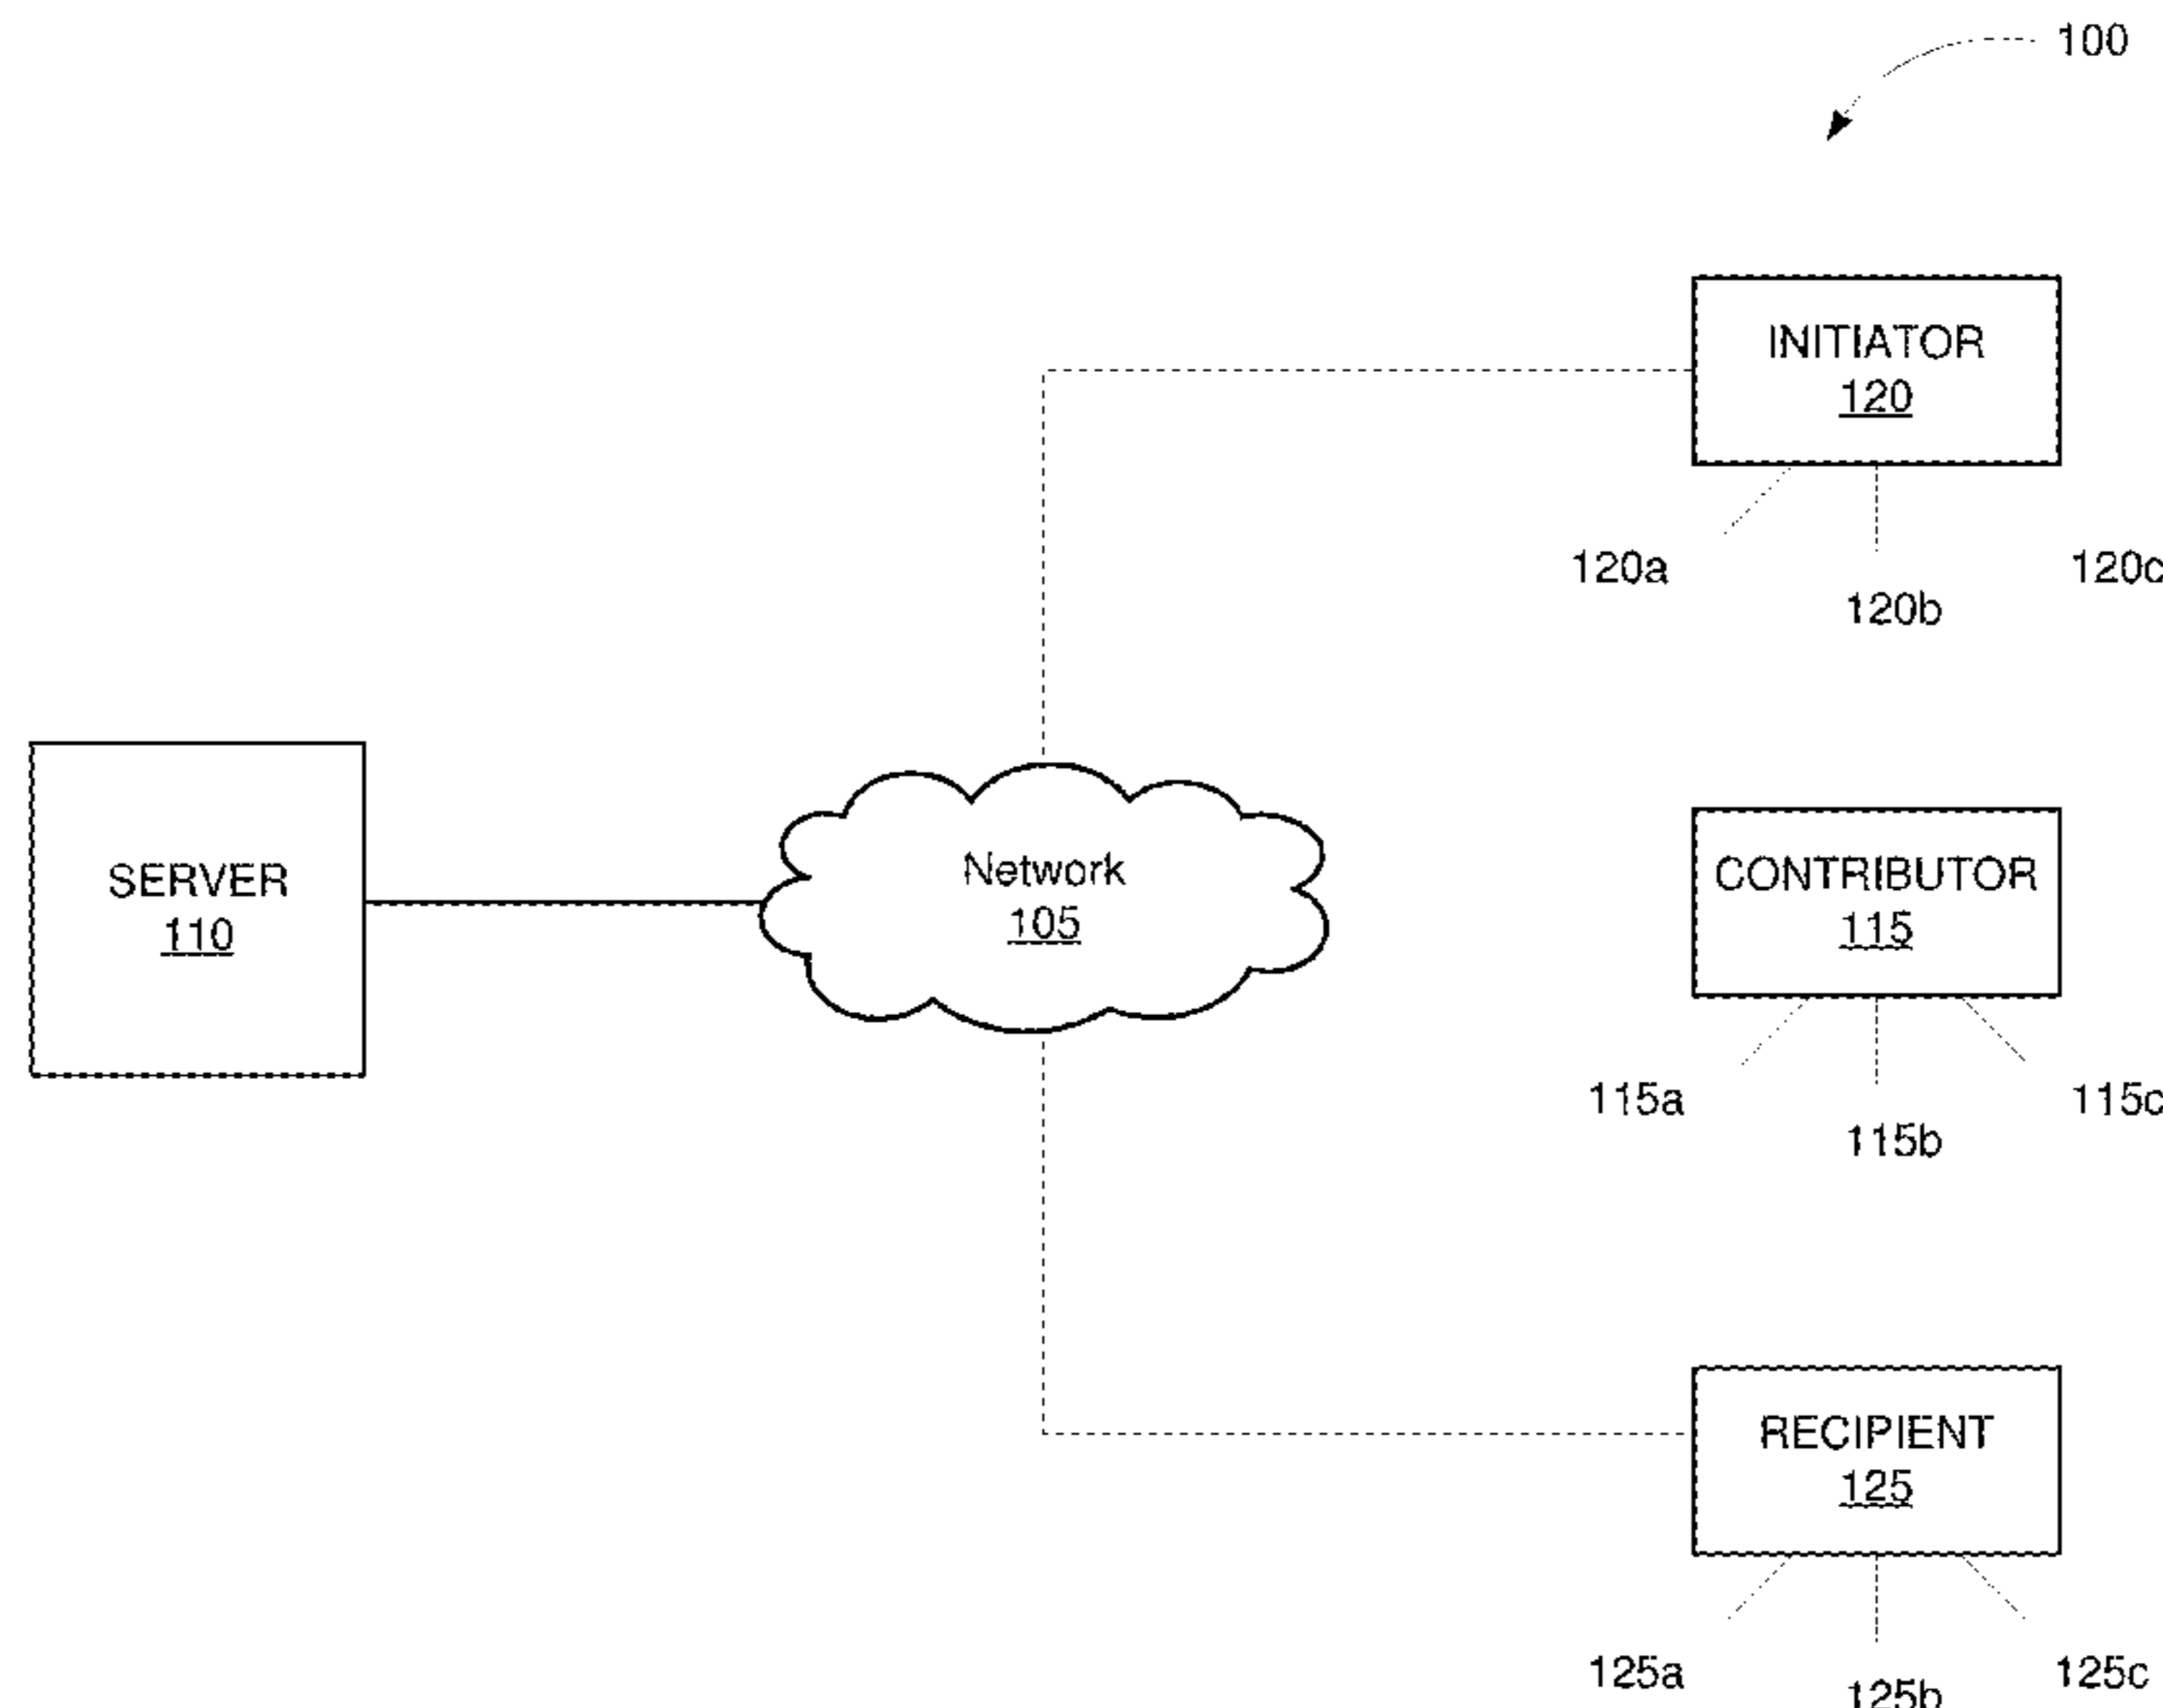 100
INITIATOR
120
120a
120b
120c
SERVER
110
Network
105
CONTRIBUTOR
115
115a
115b
115c
RECIPIENT
125
125a
125b
125c